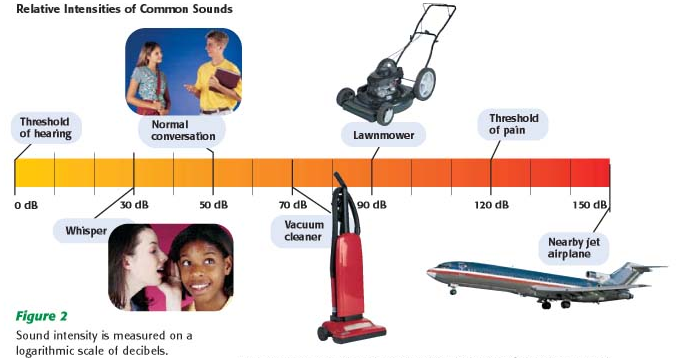 Relative Intensities of Common Sounds
Threshold
of hearing
Normal
conversation
Lawnmower
Threshold
of pain
0 dB
30 dB
50 dB
70 dB
90 dB
120 dB
150 dB
Whisper
Vacuum
cleaner
Nearby jet
airplane
Figure 2
Sound intensity is measured on a
logarithmic scale of decibels.